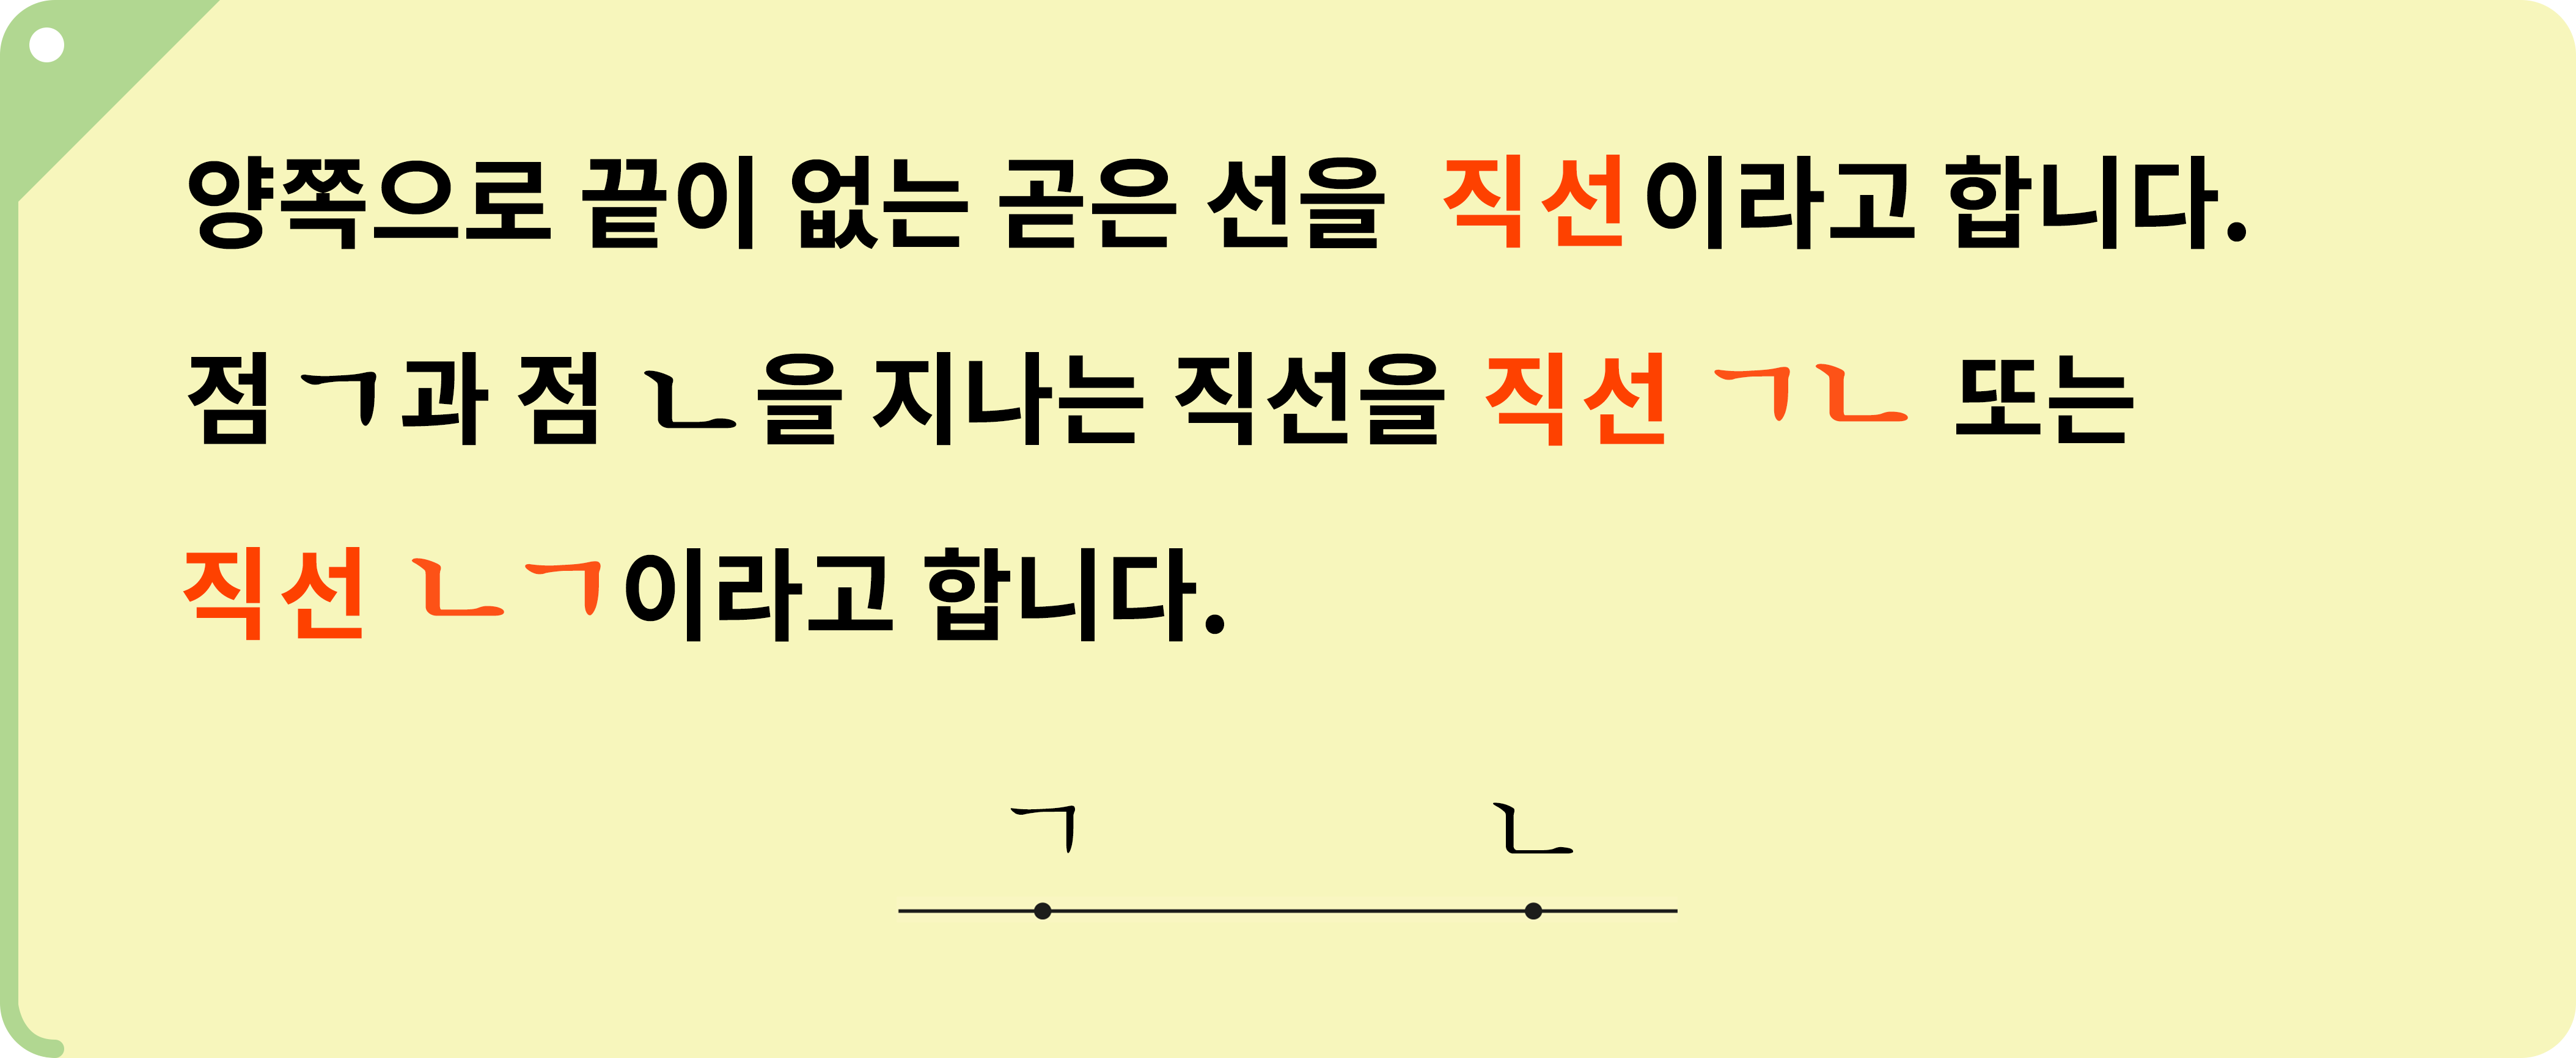 양쪽으로 끝이 없는 곧은 선을 직선이라고 합니다.
점 ㄱ과 점 ㄴ을 지나는 직선을 직선 ㄱㄴ 또는
직선 ㄴㄱ이라고 합니다.
ㄱ ㄴ